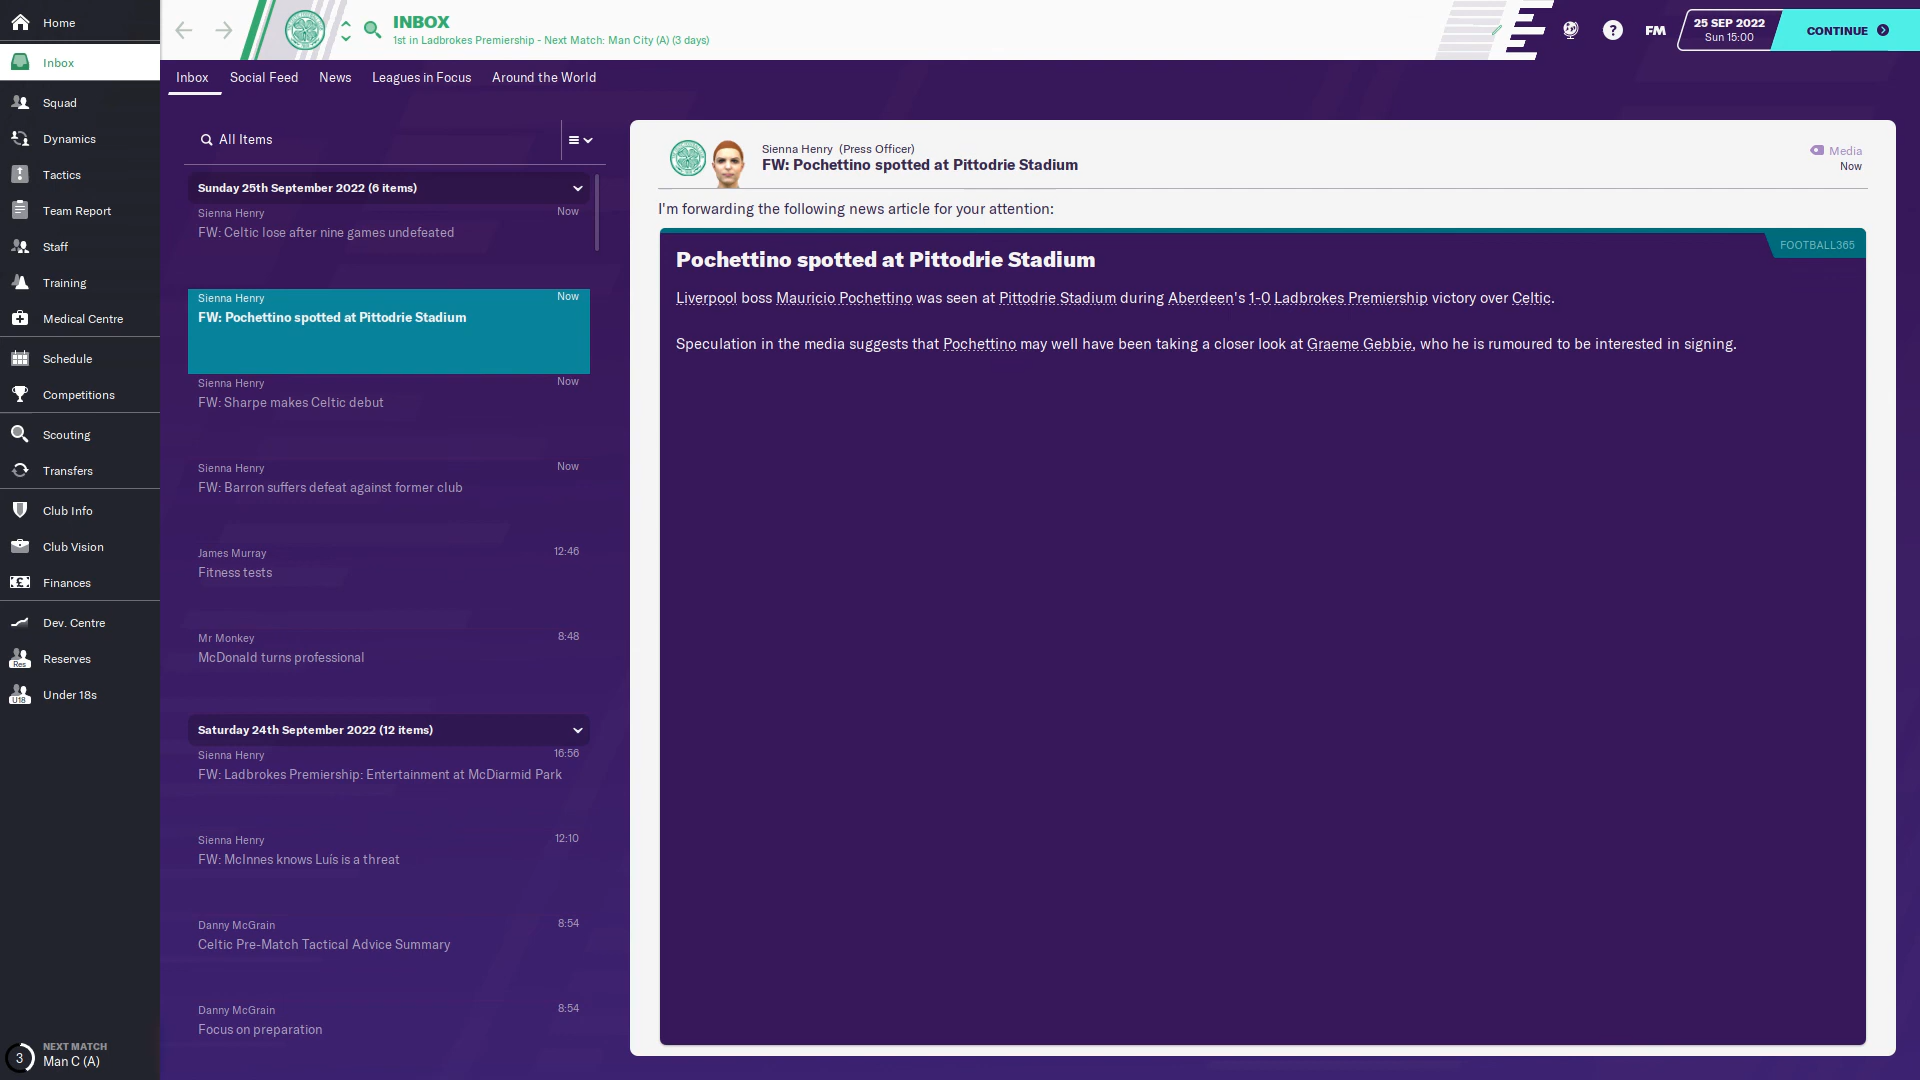 Home
Inbox
Squad
Dynamics
Tactics
Team Report
Staff
Training
Medical Centre
Schedule
Competitions
Scouting
Transfers
Club Info
Club Vision
Finances
Dev. Centre
Res
Reserves
U18
Under 18s
3
NEXT MATCH
Man C (A)
INBOX
1st in Ladbrokes Premiership - Next Match: Man City (A) (3 days)
?
FM
25 SEP 2022
Sun 15:00
CONTINUE
Inbox Social Feed News Leagues in Focus Around the World
All Items
Sunday 25th September 2022 (6 items)
Sienna Henry Now
FW: Celtic lose after nine games undefeated
Sienna Henry Now
FW: Pochettino spotted at Pittodrie Stadium
Sienna Henry Now
FW: Sharpe makes Celtic debut
Sienna Henry Now
FW: Barron suffers defeat against former club
James Murray 12:46
Fitness tests
Mr Monkey 8:48
McDonald turns professional
Saturday 24th September 2022 (12 items)
Sienna Henry 16:56
FW: Ladbrokes Premiership: Entertainment at McDiarmid Park
Sienna Henry 12:10
FW: McInnes knows Luís is a threat
Danny McGrain 8:54
Celtic Pre-Match Tactical Advice Summary
Danny McGrain 8:54
Focus on preparation
Sienna Henry (Press Officer)
FW: Pochettino spotted at Pittodrie Stadium
Media
Now
I'm forwarding the following news article for your attention:
FOOTBALL365
Pochettino spotted at Pittodrie Stadium
Liverpool boss Mauricio Pochettino was seen at Pittodrie Stadium during Aberdeen's 1-0 Ladbrokes Premiership victory over Celtic.
Speculation in the media suggests that Pochettino may well have been taking a closer look at Graeme Gebbie, who he is rumoured to be interested in signing.